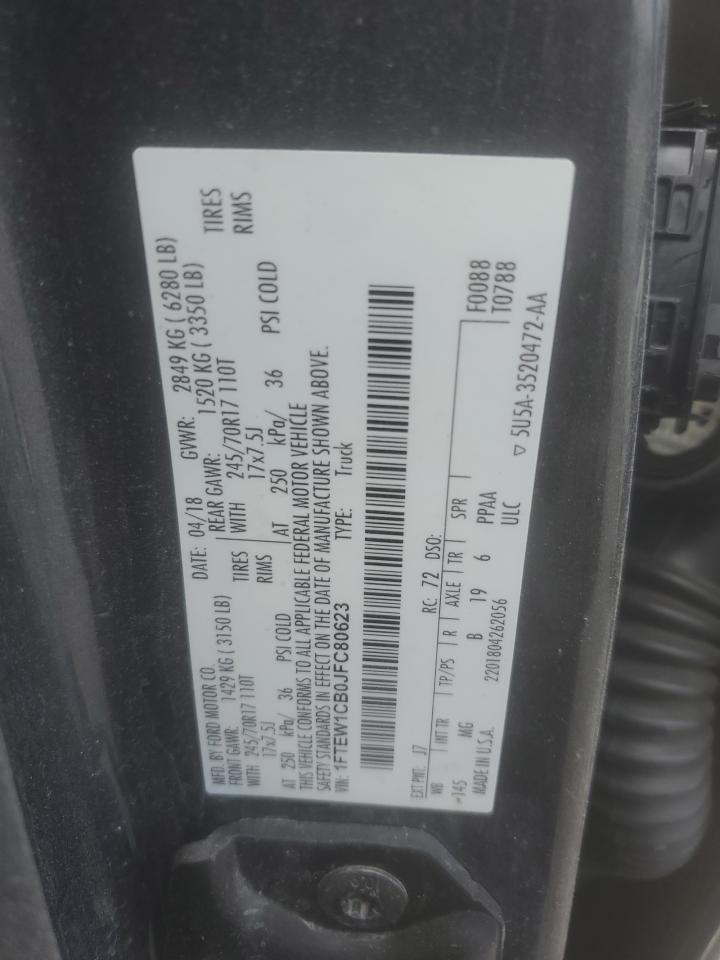 MFD. BY FORD MOTOR CO. DATE: 04/18 GVWR: 2849 KG ( 6280 LB)
FRONT GAWR: 1429 KG ( 3150 LB) REAR GAWR: 1520 KG ( 3350 LB)
WITH 245/70R17 110T TIRES WITH 245/70R17 110T TIRES
17x7.5J RIMS 17x7.5J RIMS
AT 250 kPa/ 36 PSI COLD AT 250 kPa/ 36 PSI COLD
THIS VEHICLE CONFORMS TO ALL APPLICABLE FEDERAL MOTOR VEHICLE
SAFETY STANDARDS IN EFFECT ON THE DATE OF MANUFACTURE SHOWN ABOVE.
VIN: 1FTEW1CB0JFC80623 TYPE: Truck
EXT PNT: J7 RC: 72 DSO: F0088
WB INT TR TP/PS R AXLE TR SPR T0788
145 MG B 19 6 PPAA
MADE IN U.S.A. 2201804262056 ULC ▽ 5U5A-3520472-AA